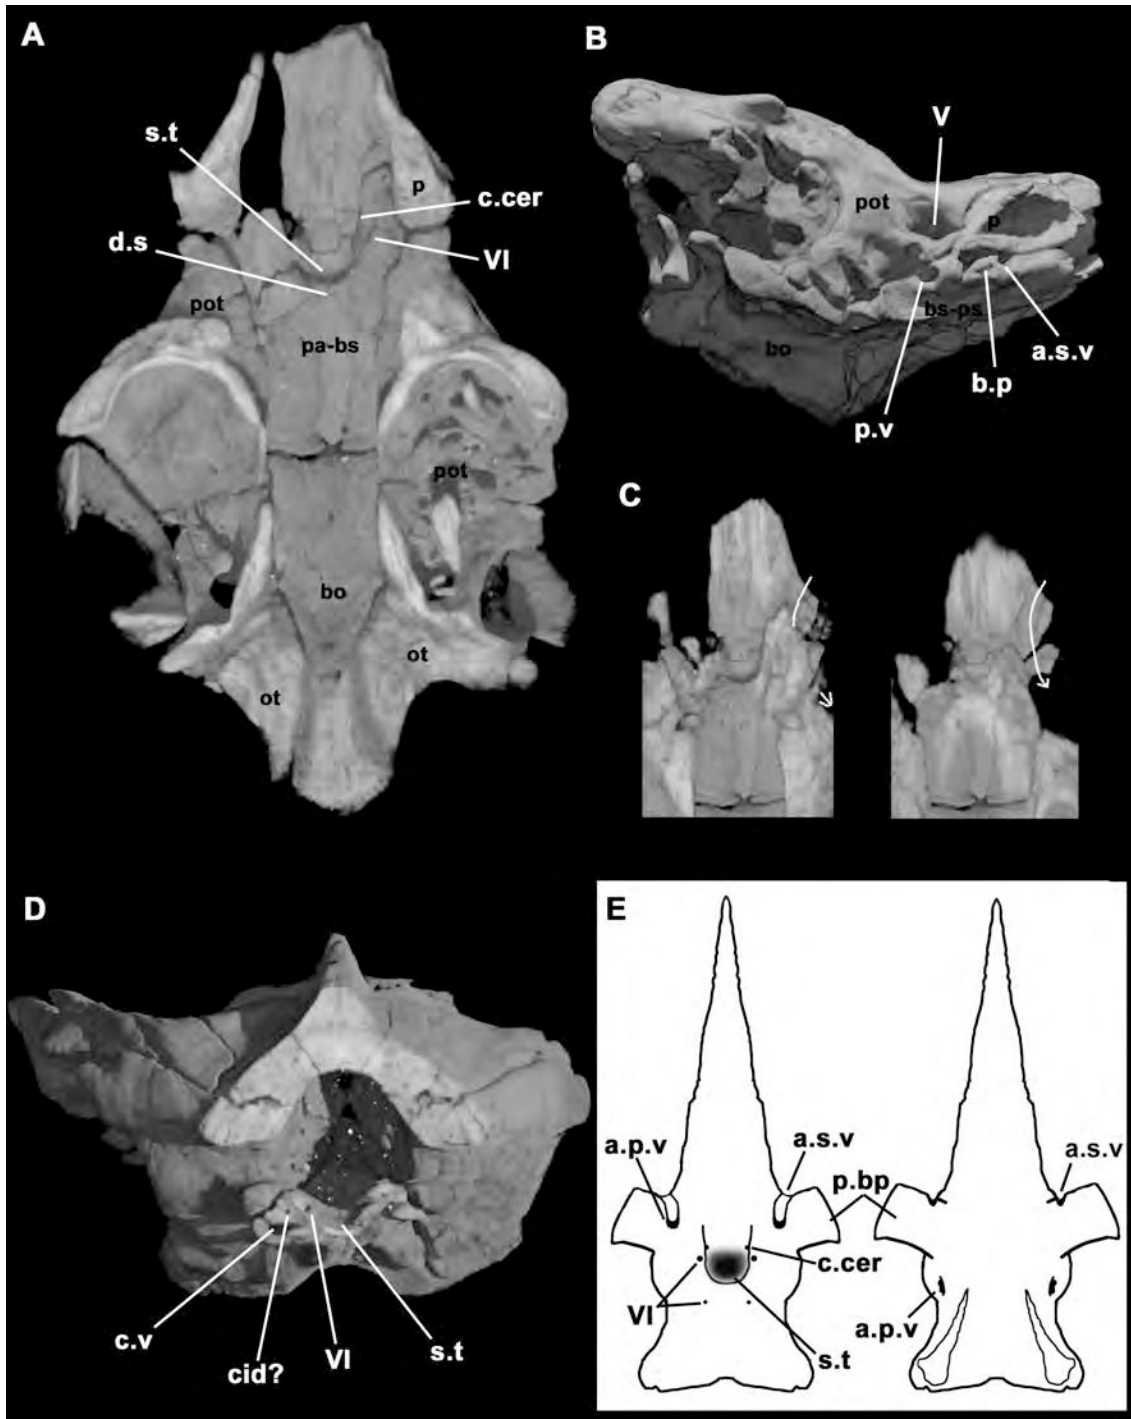 A
s.t
p
c.cer
d.s
VI
pot
pa-bs
pot
bo
ot
ot
B
V
pot
p
bs-ps
a.s.v
bo
b.p
p.v
C
D
c.v
cid?
VI
s.t
E
a.p.v
a.s.v
a.s.v
p.bp
c.cer
VI
a.p.v
s.t